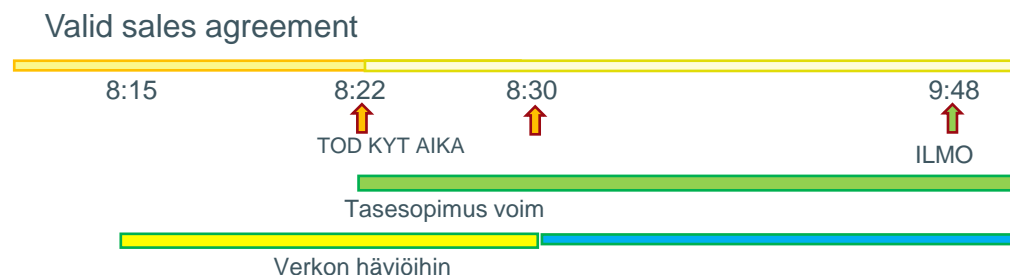 Valid sales agreement
8:15 8:22 8:30 9:48
TOD KYT AIKA
ILMO
Tasesopimus voim
Verkon häviöihin